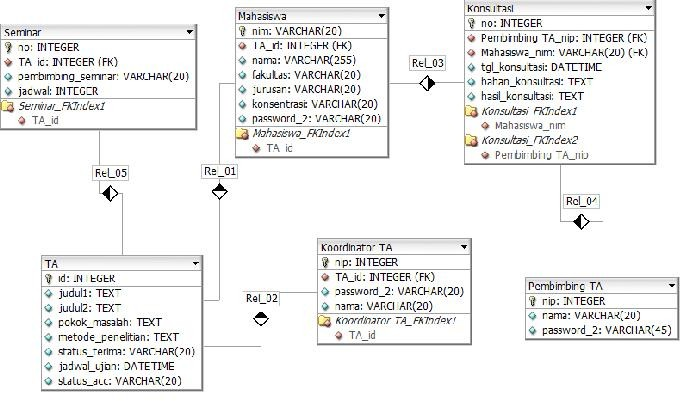 Seminar
no: INTEGER
TA_id: INTEGER (FK)
pembimbing_seminar: VARCHAR(20)
jadwal: INTEGER
Seminar_FKIndex1
TA_id
Mahasiswa
nim: VARCHAR(20)
TA_id: INTEGER (FK)
nama: VARCHAR(255)
fakultas: VARCHAR(20)
jurusan: VARCHAR(20)
konsentrasi: VARCHAR(20)
password_2: VARCHAR(20)
Mahasiswa_FKIndex1
TA_id
Konsultasi
no: INTEGER
Pembimbing TA_nip: INTEGER (FK)
Mahasiswa_nim: VARCHAR(20) (FK)
tgl_konsultasi: DATETIME
bahan_konsultasi: TEXT
hasil_konsultasi: TEXT
Konsultasi_FKIndex1
Mahasiswa_nim
Konsultasi_FKIndex2
Pembimbing TA_nip
Rel_03
Rel_05
Rel_01
Rel_04
TA
id: INTEGER
judul1: TEXT
judul2: TEXT
pokok_masalah: TEXT
metode_penelitian: TEXT
status_terima: VARCHAR(20)
jadwal_ujian: DATETIME
status_acc: VARCHAR(20)
Rel_02
Koordinator TA
nip: INTEGER
TA_id: INTEGER (FK)
password_2: VARCHAR(20)
nama: VARCHAR(20)
Koordinator TA_FKIndex1
TA_id
Pembimbing TA
nip: INTEGER
nama: VARCHAR(20)
password_2: VARCHAR(45)